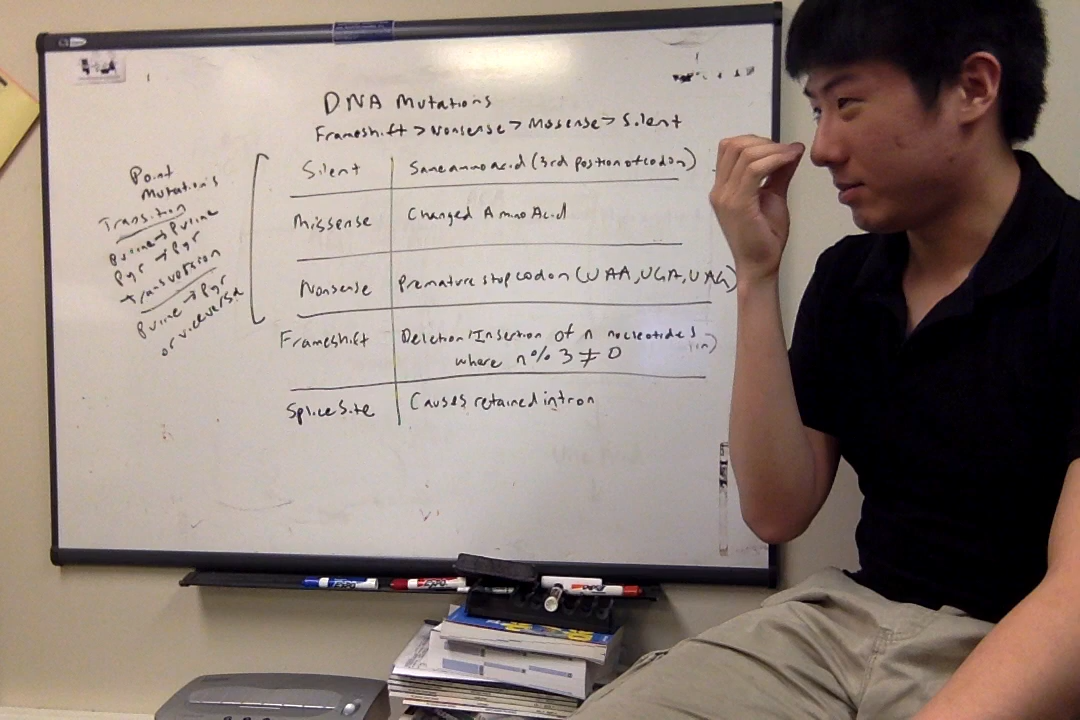 DNA Mutations
Frameshift > Nonsense > Missense > Silent
Point
Mutations
Transition
Purine → Purine
Pyr → Pyr
Transversion
Purine → Pyr
or viceversa
Silent Same amino acid (3rd position of codon)
Missense Changed Amino Acid
Nonsense Premature stop codon (UAA, UGA, UAG)
Frameshift Deletion/Insertion of n nucleotides
where n% 3 ≠ 0
Splice Site Causes retained intron